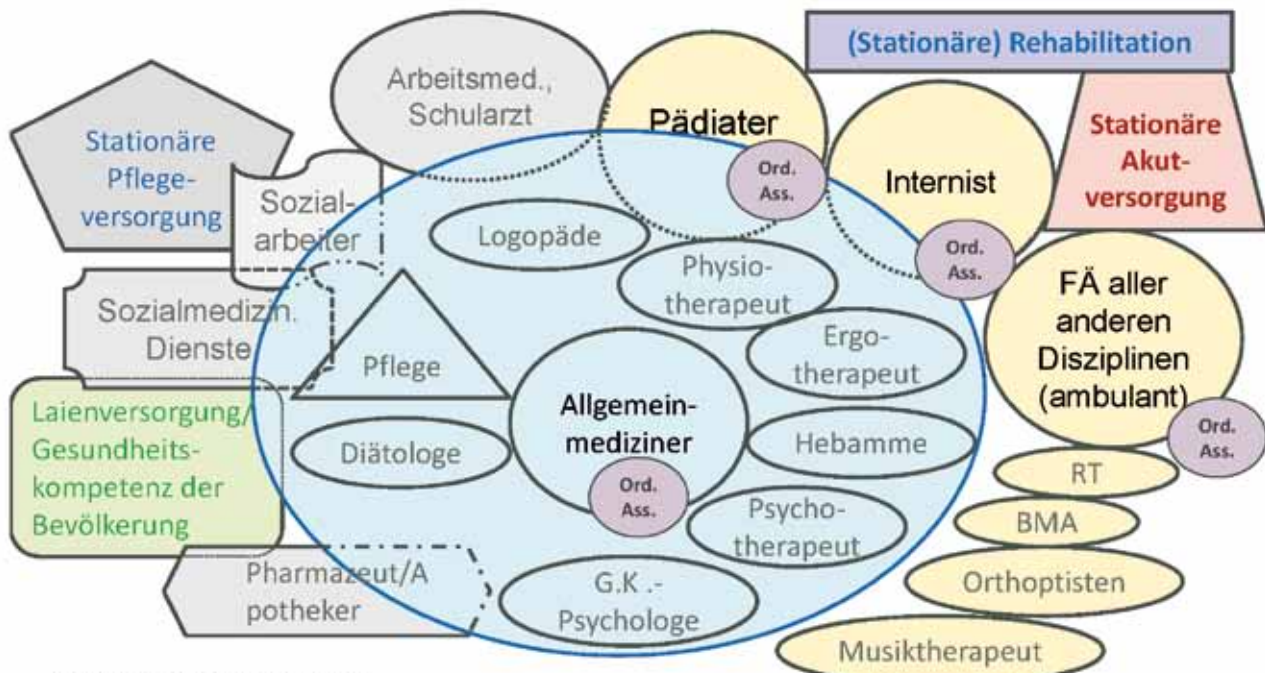 (Stationäre) Rehabilitation
Arbeitsmed.,
Schularzt
Pädiater
Ord.
Ass.
Internist
Ord.
Ass.
Stationäre
Akut-
versorgung
Stationäre
Pflege-
versorgung
Sozial-
arbeiter
Logopäde
Physio-
therapeut
FÄ aller
anderen
Disziplinen
(ambulant)
Ord.
Ass.
Sozialmedizin.
Dienste
Pflege
Ergo-
therapeut
Allgemein-
mediziner
Ord.
Ass.
Laienversorgung/
Gesundheits-
kompetenz der
Bevölkerung
Diätologe
Hebamme
RT
Psycho-
therapeut
BMA
Pharmazeut/A
potheker
G.K .-
Psychologe
Orthoptisten
Musiktherapeut